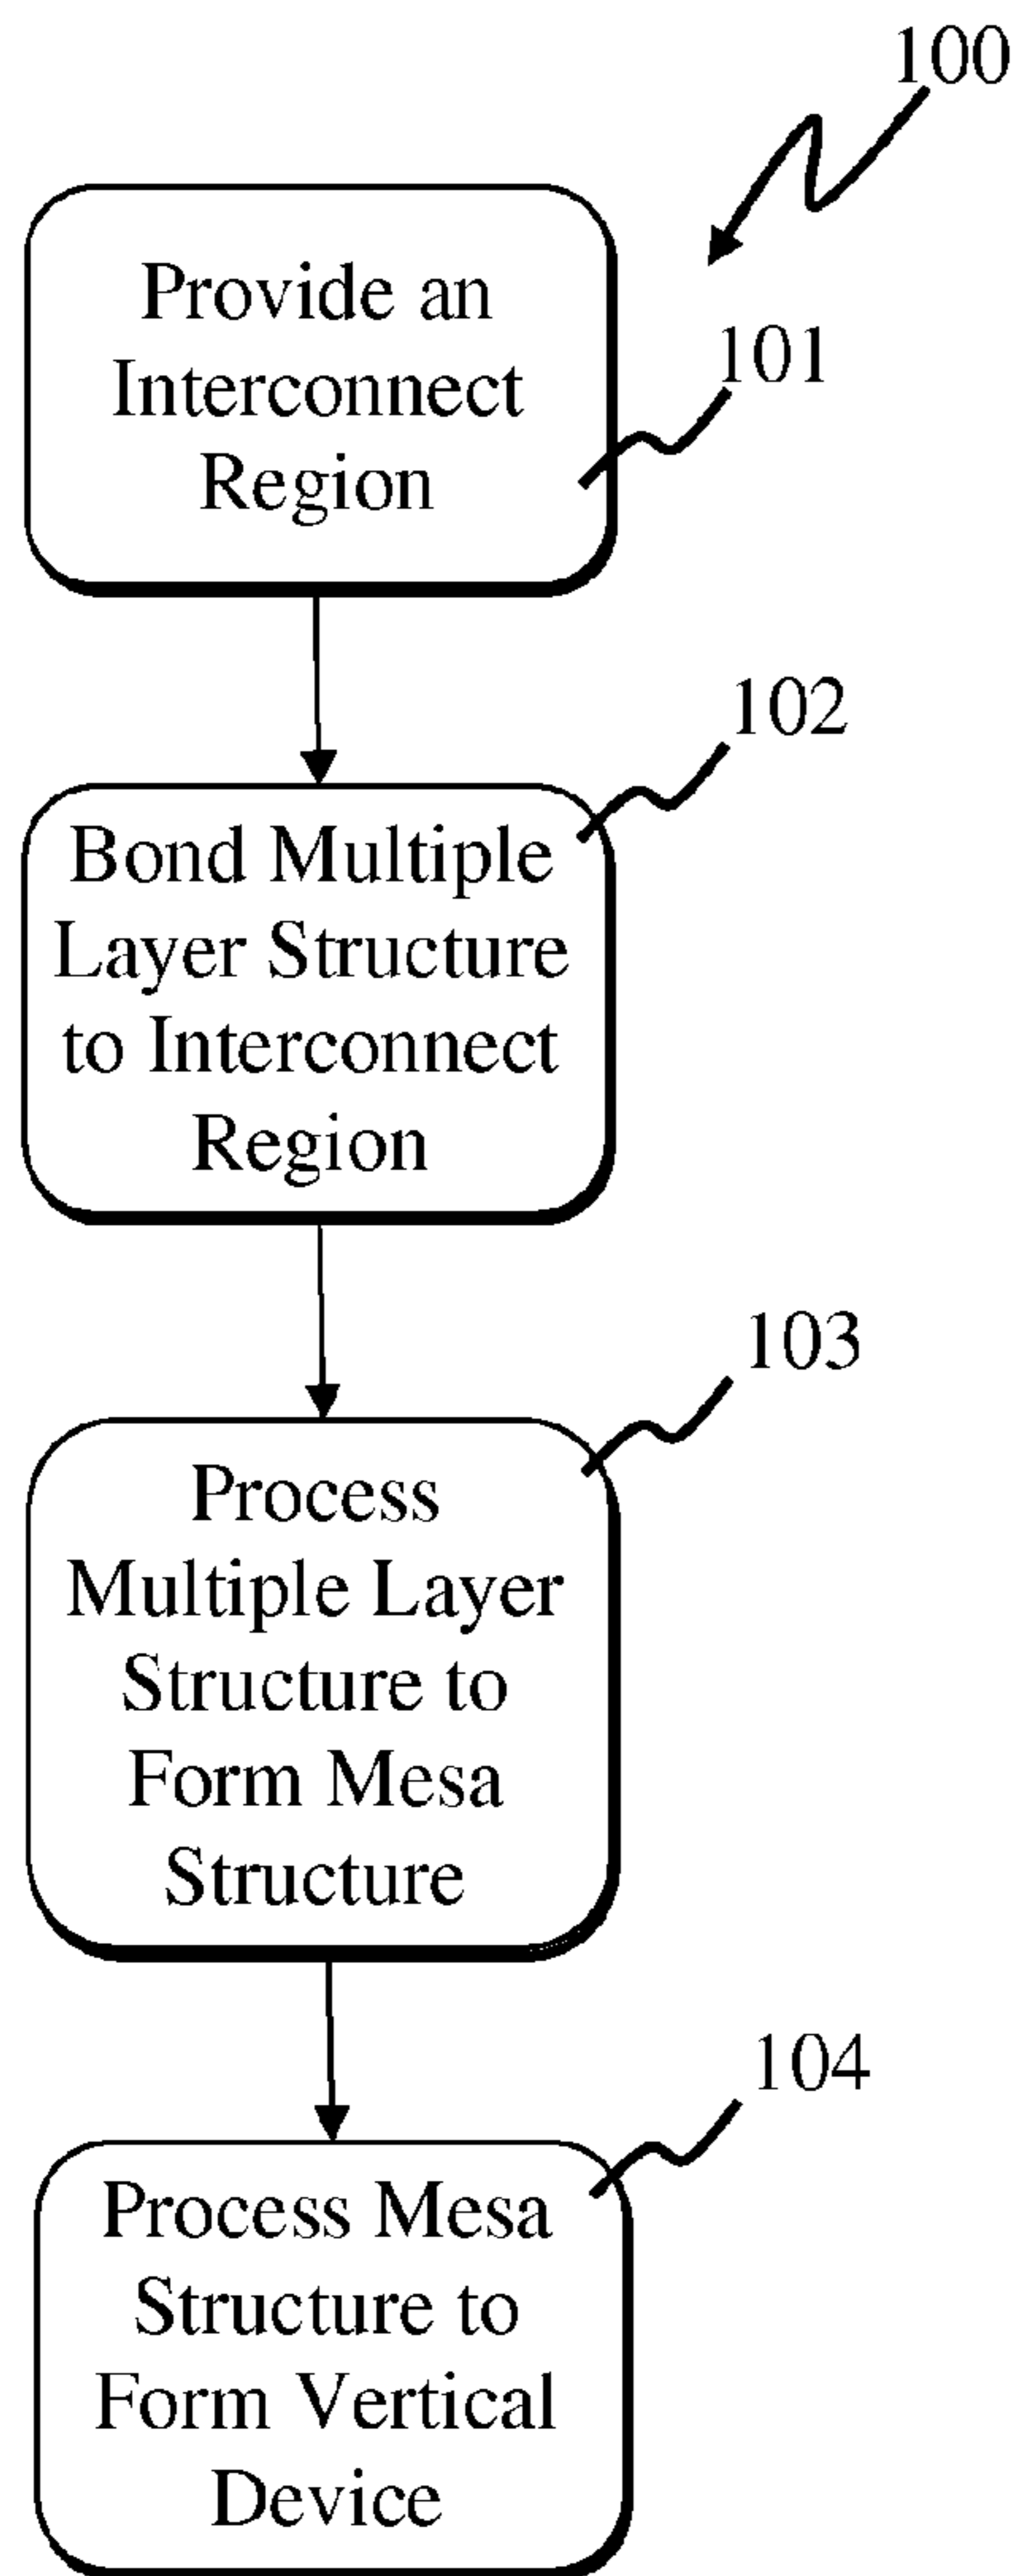 100
Provide an
Interconnect
Region
101
102
Bond Multiple
Layer Structure
to Interconnect
Region
103
Process
Multiple Layer
Structure to
Form Mesa
Structure
104
Process Mesa
Structure to
Form Vertical
Device